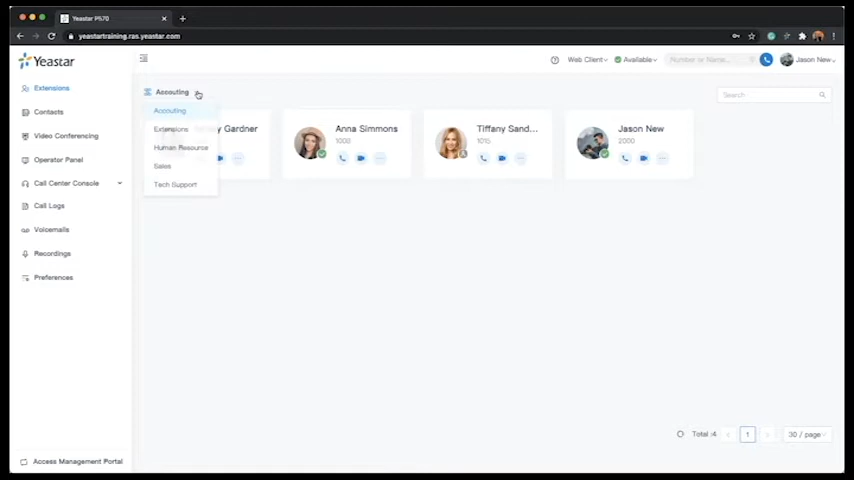 Yeastar P570
yeastartraining.ras.yeastar.com
Yeastar
Web Client
Available
Number or Name...
Jason New
Extensions
Contacts
Video Conferencing
Operator Panel
Call Center Console
Call Logs
Voicemails
Recordings
Preferences
Access Management Portal
Accouting
Search
Accouting
Extensions
Human Resource
Sales
Tech Support
Gardner
Anna Simmons
1008
Tiffany Sand...
Jason New
2000
Total :4
1
30 / page